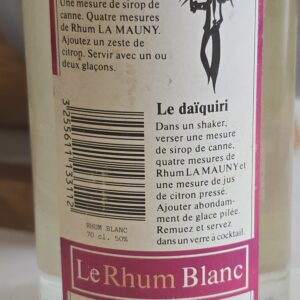 Une mesure de sirop de
canne. Quatre mesures
de Rhum LA MAUNY.
Ajoutez un zeste de
citron. Servir avec un ou
deux glaçons.
Le daïquiri
Dans un shaker,
verser une mesure
de sirop de canne,
quatre mesures de
Rhum LA MAUNY et
une mesure de jus
de citron pressé.
Ajouter abondam-
ment de glace pilée.
Remuez et servez
dans un verre à cocktail.
RHUM BLANC
70 cl. 50%
Le Rhum Blanc